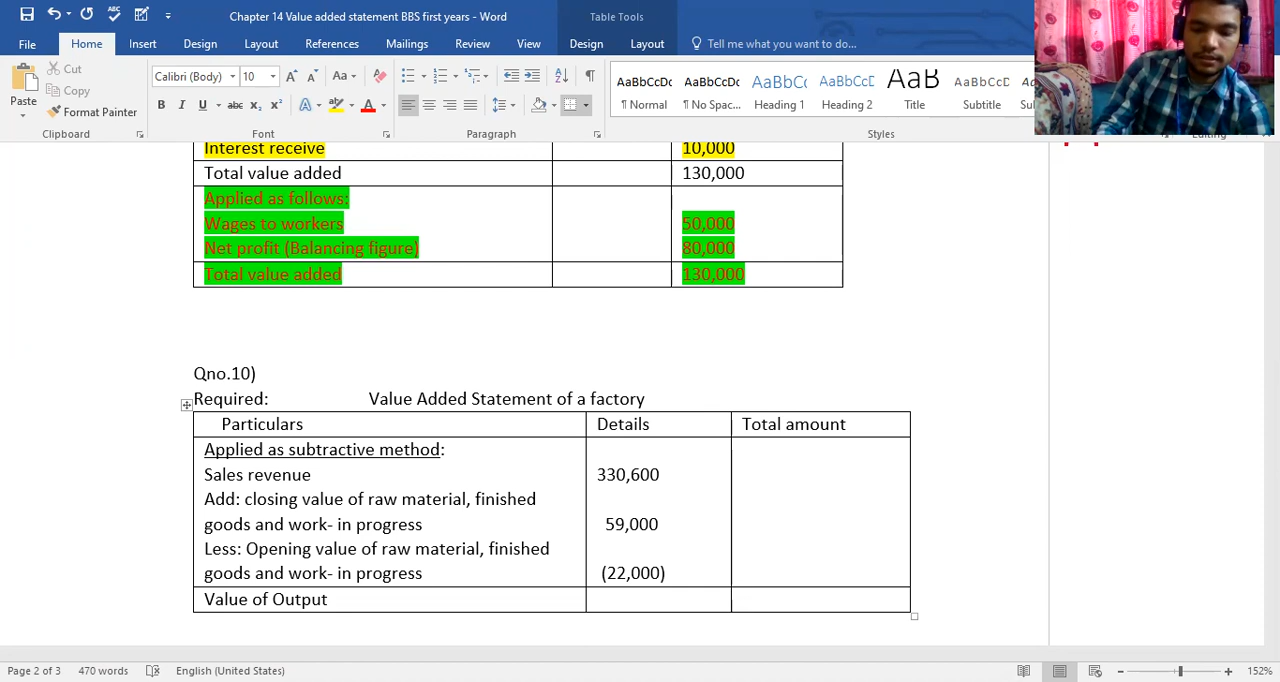 Chapter 14 Value added statement BBS first years - Word
Table Tools
File Home Insert Design Layout References Mailings Review View Design Layout Tell me what you want to do...
Paste
Cut
Copy
Format Painter
Clipboard
Calibri (Body) 10
Font
Paragraph
AaBbCcDc AaBbCcDc AaBbCc AaBbCcD AaB AaBbCcD
¶ Normal ¶ No Spac... Heading 1 Heading 2 Title Subtitle
Styles
Editing
Interest receive 10,000
Total value added 130,000
Applied as follows:
Wages to workers 50,000
Net profit (Balancing figure) 80,000
Total value added 130,000
Qno.10)
Required: Value Added Statement of a factory
Particulars Details Total amount
Applied as subtractive method:
Sales revenue 330,600
Add: closing value of raw material, finished
goods and work- in progress 59,000
Less: Opening value of raw material, finished
goods and work- in progress (22,000)
Value of Output
Page 2 of 3 470 words English (United States) 152%